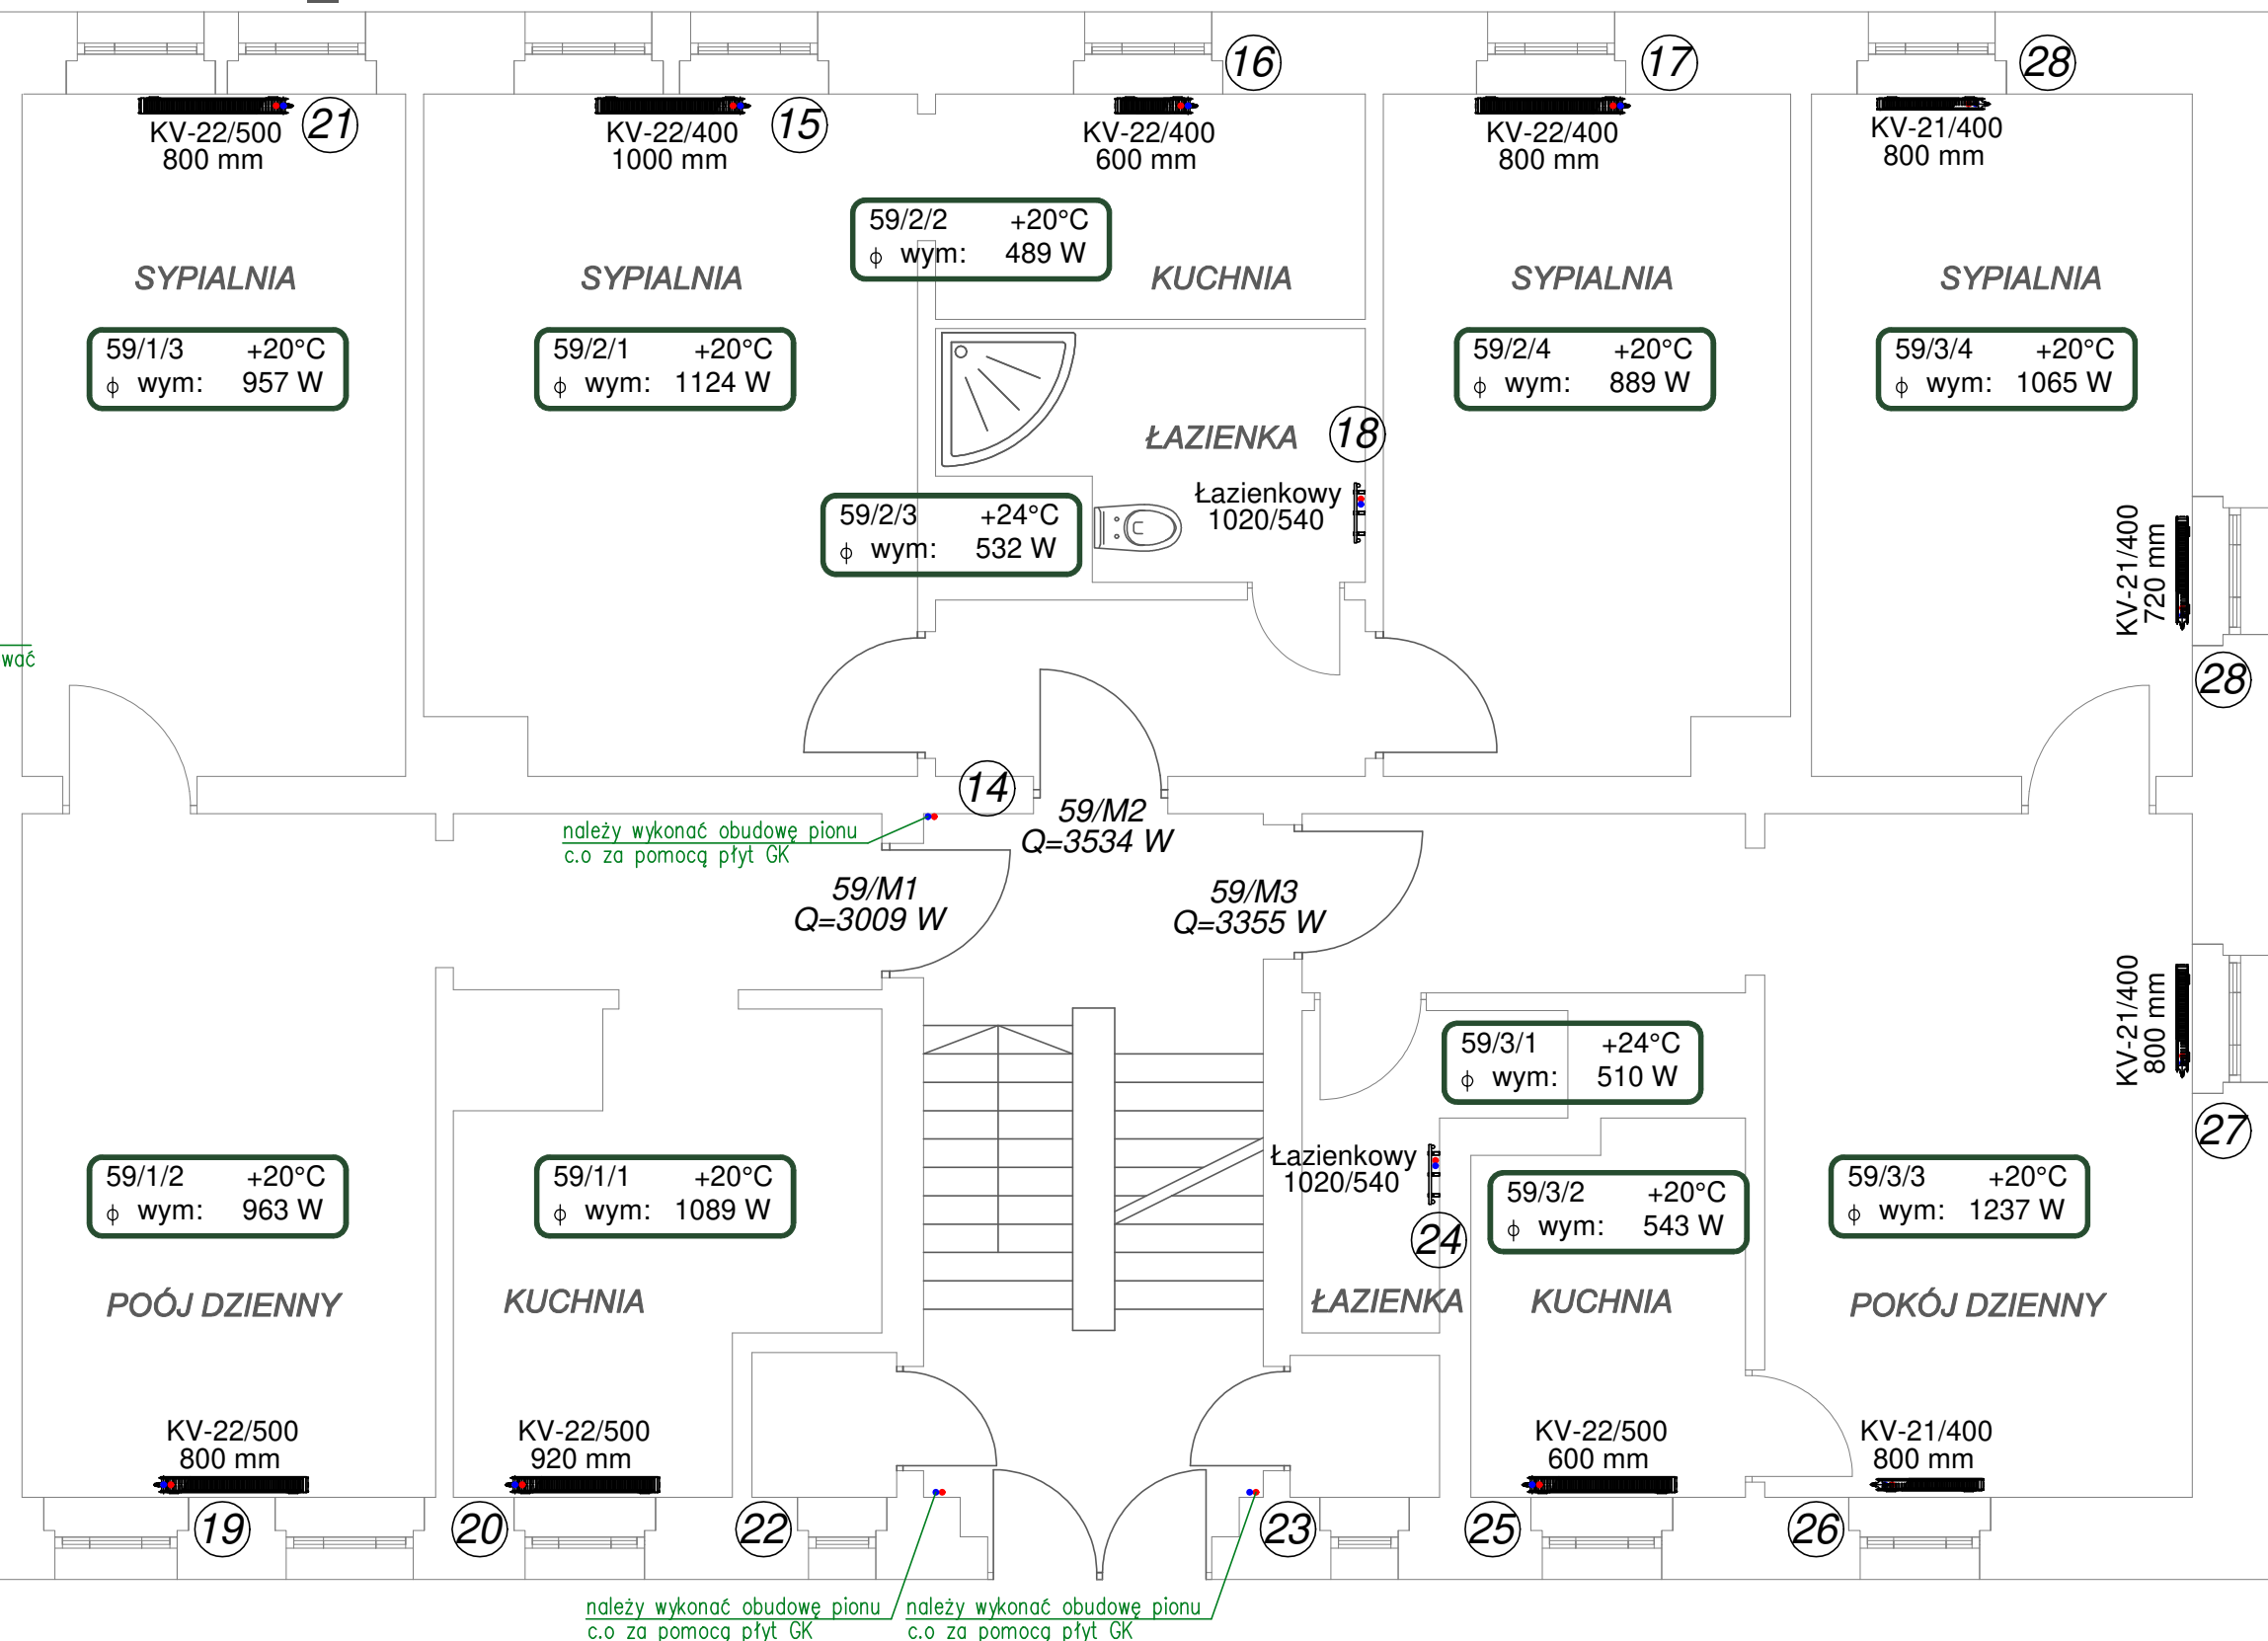 16
17
28
21
KV-22/500
800 mm
15
KV-22/400
1000 mm
KV-22/400
600 mm
KV-22/400
800 mm
KV-21/400
800 mm
59/2/2 +20°C
ϕ wym: 489 W
SYPIALNIA
SYPIALNIA
KUCHNIA
SYPIALNIA
SYPIALNIA
59/1/3 +20°C
ϕ wym: 957 W
59/2/1 +20°C
ϕ wym: 1124 W
59/2/4 +20°C
ϕ wym: 889 W
59/3/4 +20°C
ϕ wym: 1065 W
ŁAZIENKA
18
Łazienkowy
1020/540
59/2/3 +24°C
ϕ wym: 532 W
KV-21/400
720 mm
28
wać
14
59/M2
Q=3534 W
należy wykonać obudowę pionu
c.o za pomocą płyt GK
59/M1
Q=3009 W
59/M3
Q=3355 W
KV-21/400
800 mm
27
59/3/1 +24°C
ϕ wym: 510 W
Łazienkowy
1020/540
24
59/1/2 +20°C
ϕ wym: 963 W
59/1/1 +20°C
ϕ wym: 1089 W
59/3/2 +20°C
ϕ wym: 543 W
59/3/3 +20°C
ϕ wym: 1237 W
POÓJ DZIENNY
KUCHNIA
ŁAZIENKA
KUCHNIA
POKÓJ DZIENNY
KV-22/500
800 mm
KV-22/500
920 mm
KV-22/500
600 mm
KV-21/400
800 mm
19
20
22
23
25
26
należy wykonać obudowę pionu
c.o za pomocą płyt GK
należy wykonać obudowę pionu
c.o za pomocą płyt GK